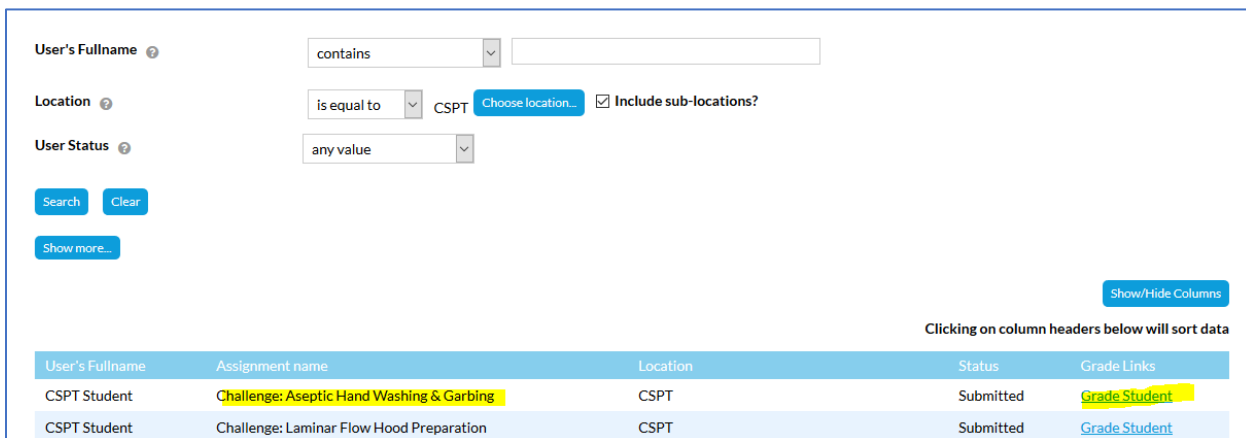 User's Fullname ? contains
Location ? is equal to CSPT Choose location... Include sub-locations?
User Status ? any value
Search Clear
Show more...
Show/Hide Columns
Clicking on column headers below will sort data
User's Fullname Assignment name Location Status Grade Links
CSPT Student Challenge: Aseptic Hand Washing & Garbing CSPT Submitted Grade Student
CSPT Student Challenge: Laminar Flow Hood Preparation CSPT Submitted Grade Student